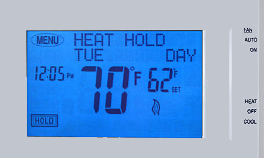 MENU HEAT HOLD
TUE DAY
12:05 PM 70°F 62°F SET
HOLD
FAN
AUTO
ON
HEAT
OFF
COOL